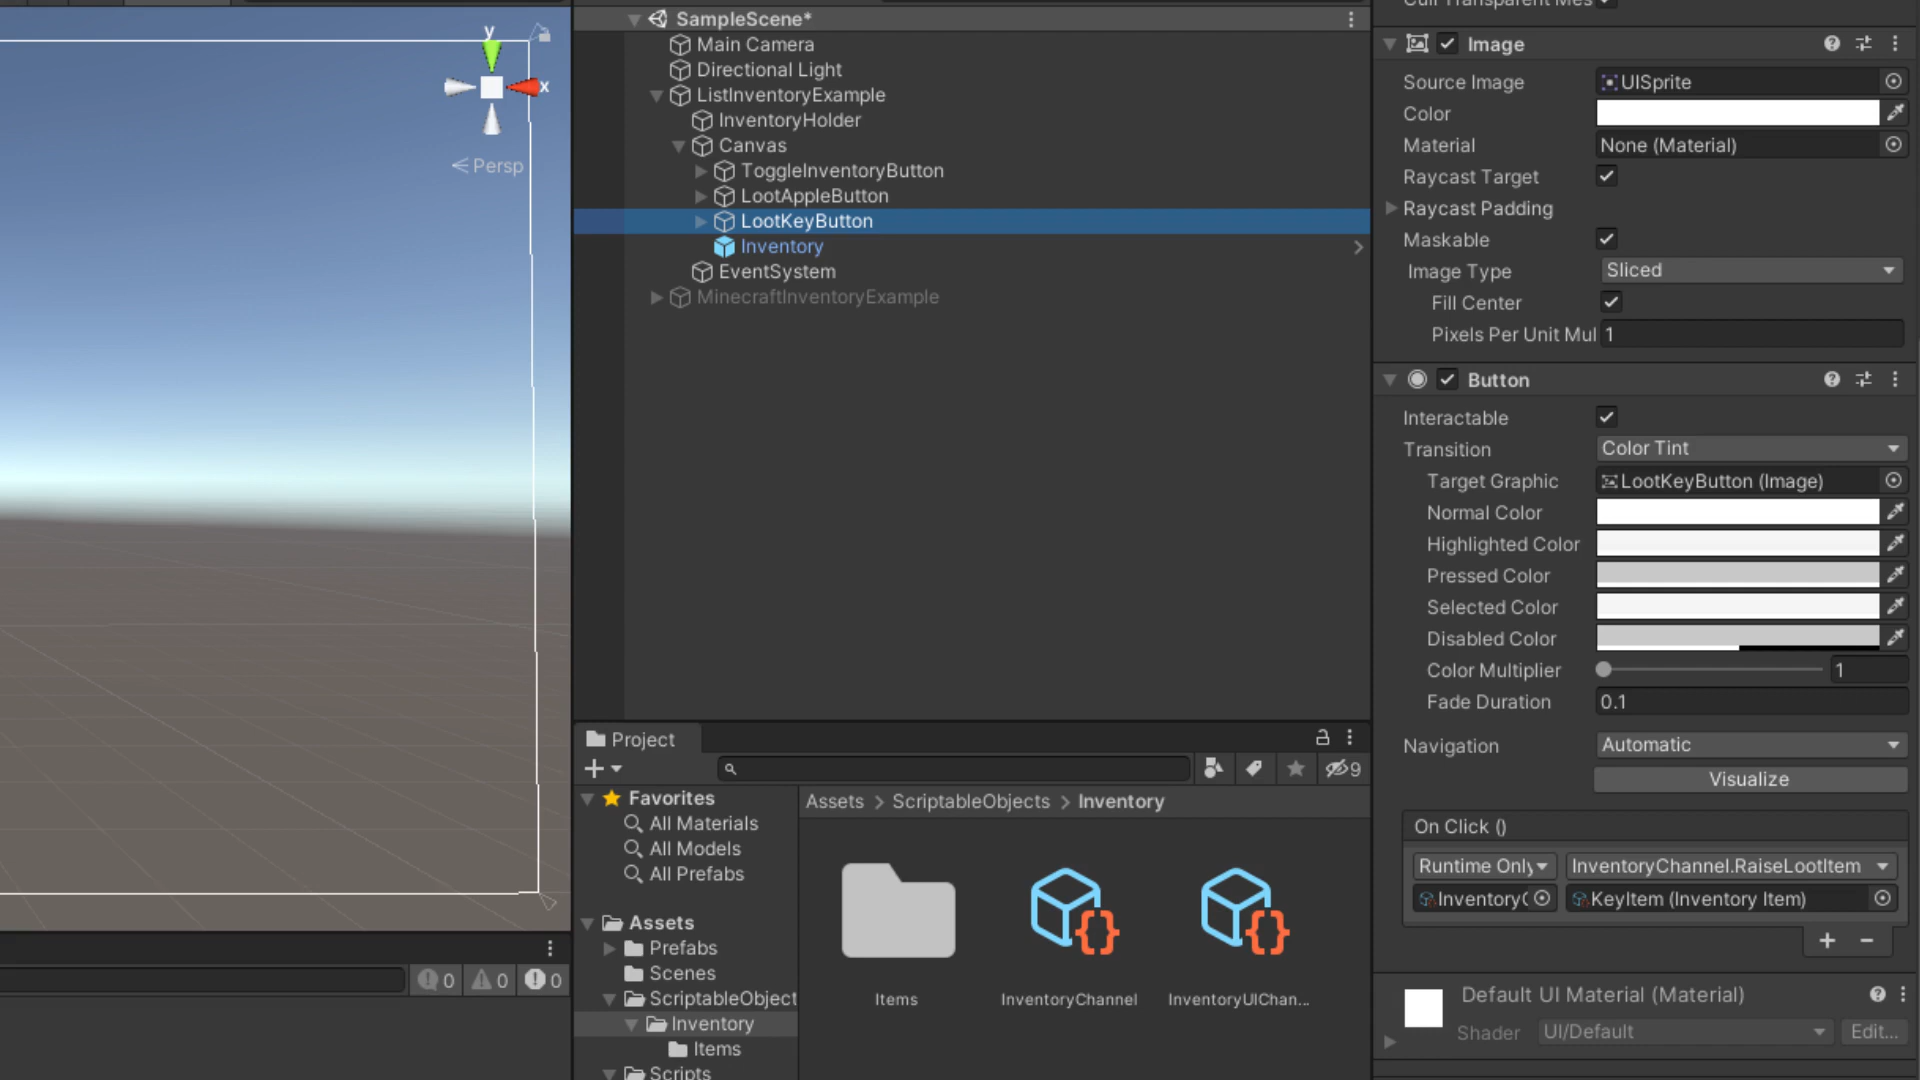 y
x
Persp
SampleScene*
Main Camera
Directional Light
ListInventoryExample
InventoryHolder
Canvas
ToggleInventoryButton
LootAppleButton
LootKeyButton
Inventory
EventSystem
MinecraftInventoryExample
0
0
0
Project
9
Favorites
All Materials
All Models
All Prefabs
Assets
Prefabs
Scenes
ScriptableObject
Inventory
Items
Scripts
Assets > ScriptableObjects > Inventory
Items
InventoryChannel
InventoryUIChan...
Cull Transparent Mes
Image
Source Image UISprite
Color
Material None (Material)
Raycast Target
Raycast Padding
Maskable
Image Type Sliced
Fill Center
Pixels Per Unit Mul 1
Button
Interactable
Transition Color Tint
Target Graphic LootKeyButton (Image)
Normal Color
Highlighted Color
Pressed Color
Selected Color
Disabled Color
Color Multiplier 1
Fade Duration 0.1
Navigation Automatic
Visualize
On Click ()
Runtime Only InventoryChannel.RaiseLootItem
InventoryC KeyItem (Inventory Item)
+ -
Default UI Material (Material)
Shader UI/Default Edit...